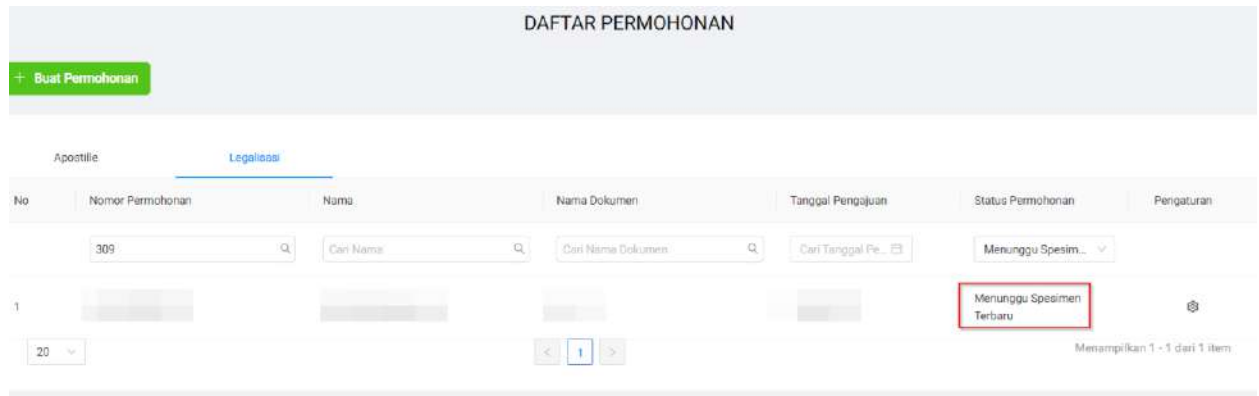 DAFTAR PERMOHONAN
+ Buat Permohonan
Apostille Legalisasi
No Nomor Permohonan Nama Nama Dokumen Tanggal Pengajuan Status Permohonan Pengaturan
309 Cari Nama Cari Nama Dokumen Cari Tanggal Pe... Menunggu Spesim...
1 Menunggu Spesimen
Terbaru
20 < 1 > Menampilkan 1 - 1 dari 1 item